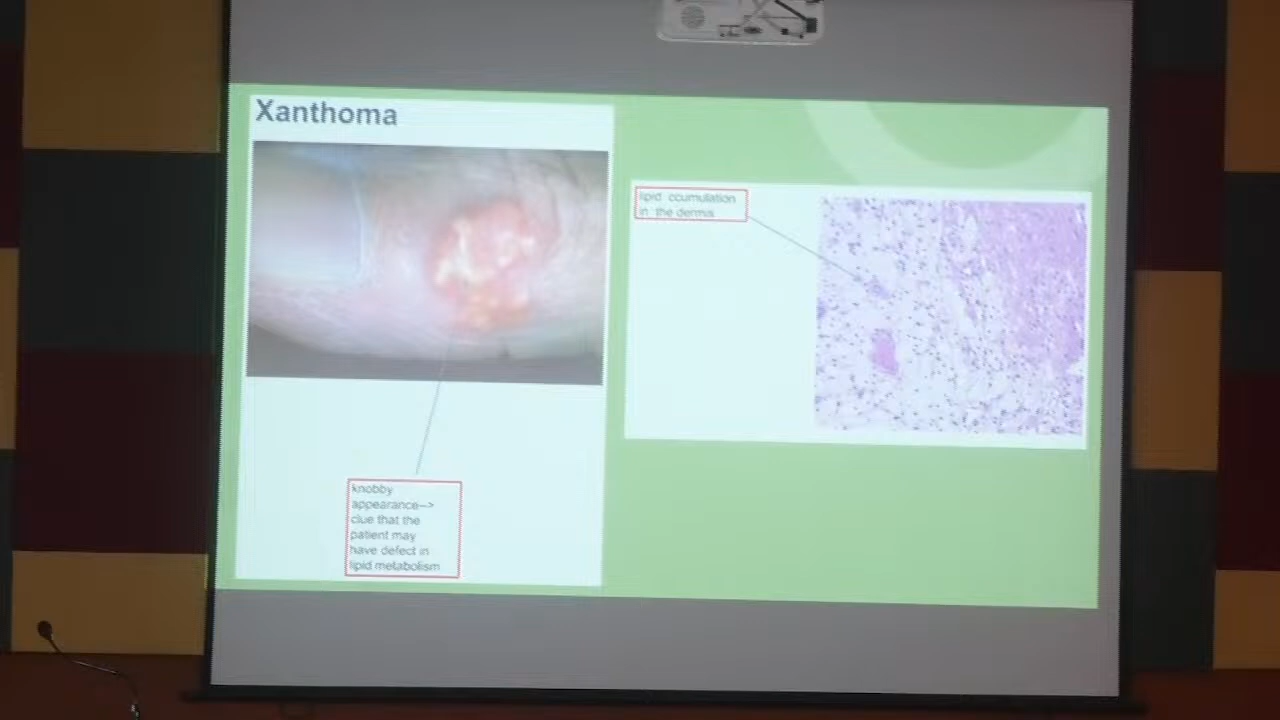 Xanthoma
lipid ccumulation
in the dermis
knobby
appearance-->
clue that the
patient may
have defect in
lipid metabolism